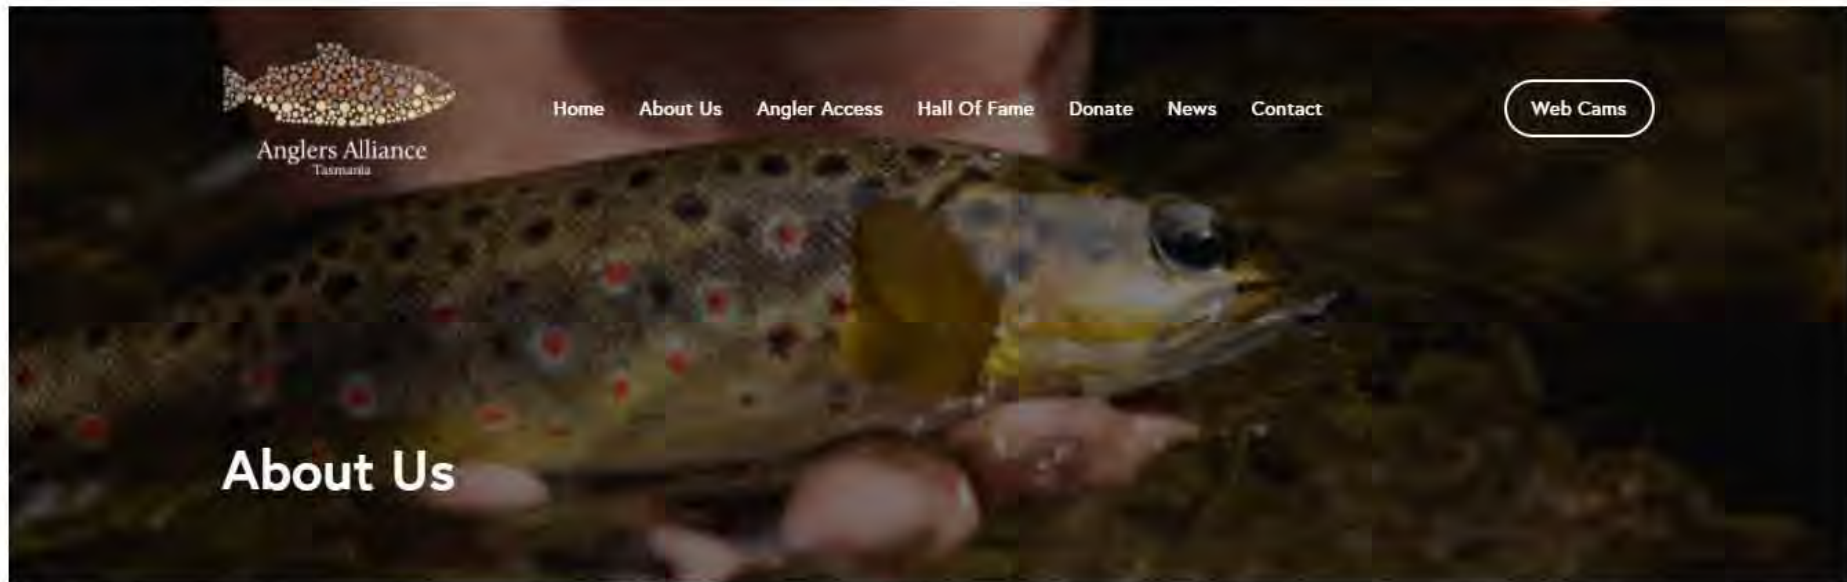 Anglers Alliance
Tasmania
Home About Us Angler Access Hall Of Fame Donate News Contact
Web Cams
About Us